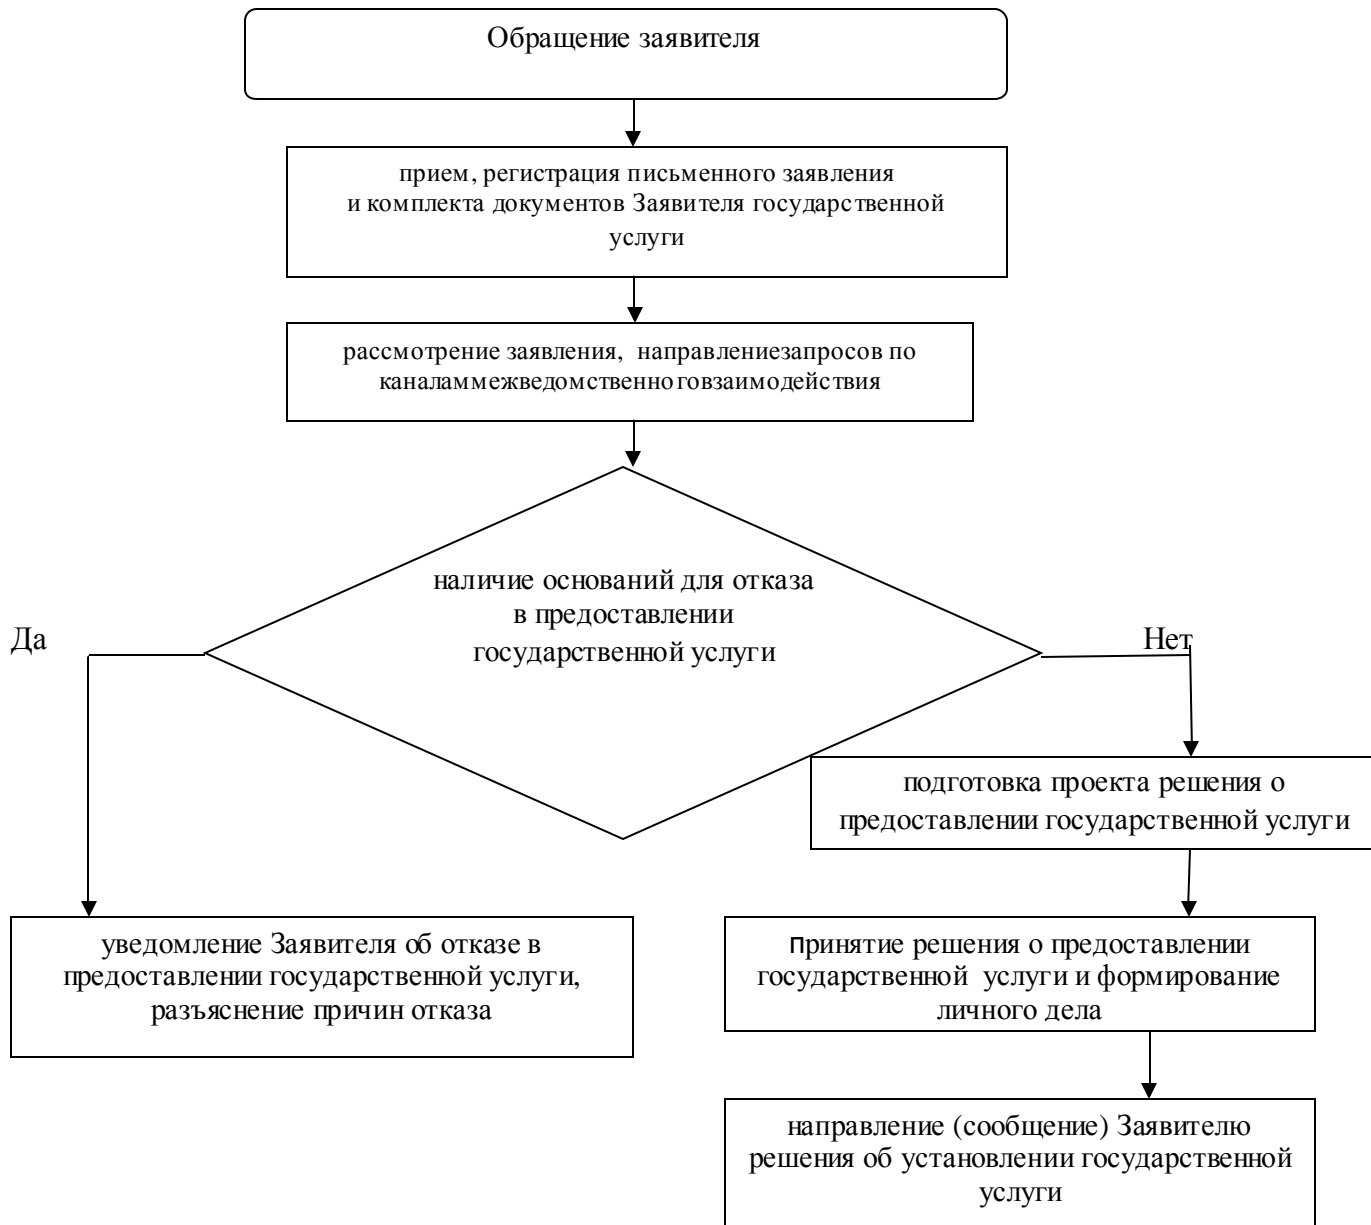 Обращение заявителя
прием, регистрация письменного заявления
и комплекта документов Заявителя государственной
услуги
рассмотрение заявления, направлениезапросов по
каналаммежведомственноговзаимодействия
наличие оснований для отказа
в предоставлении
государственной услуги
Да
Нет
подготовка проекта решения о
предоставлении государственной услуги
уведомление Заявителя об отказе в
предоставлении государственной услуги,
разъяснение причин отказа
принятие решения о предоставлении
государственной услуги и формирование
личного дела
направление (сообщение) Заявителю
решения об установлении государственной
услуги